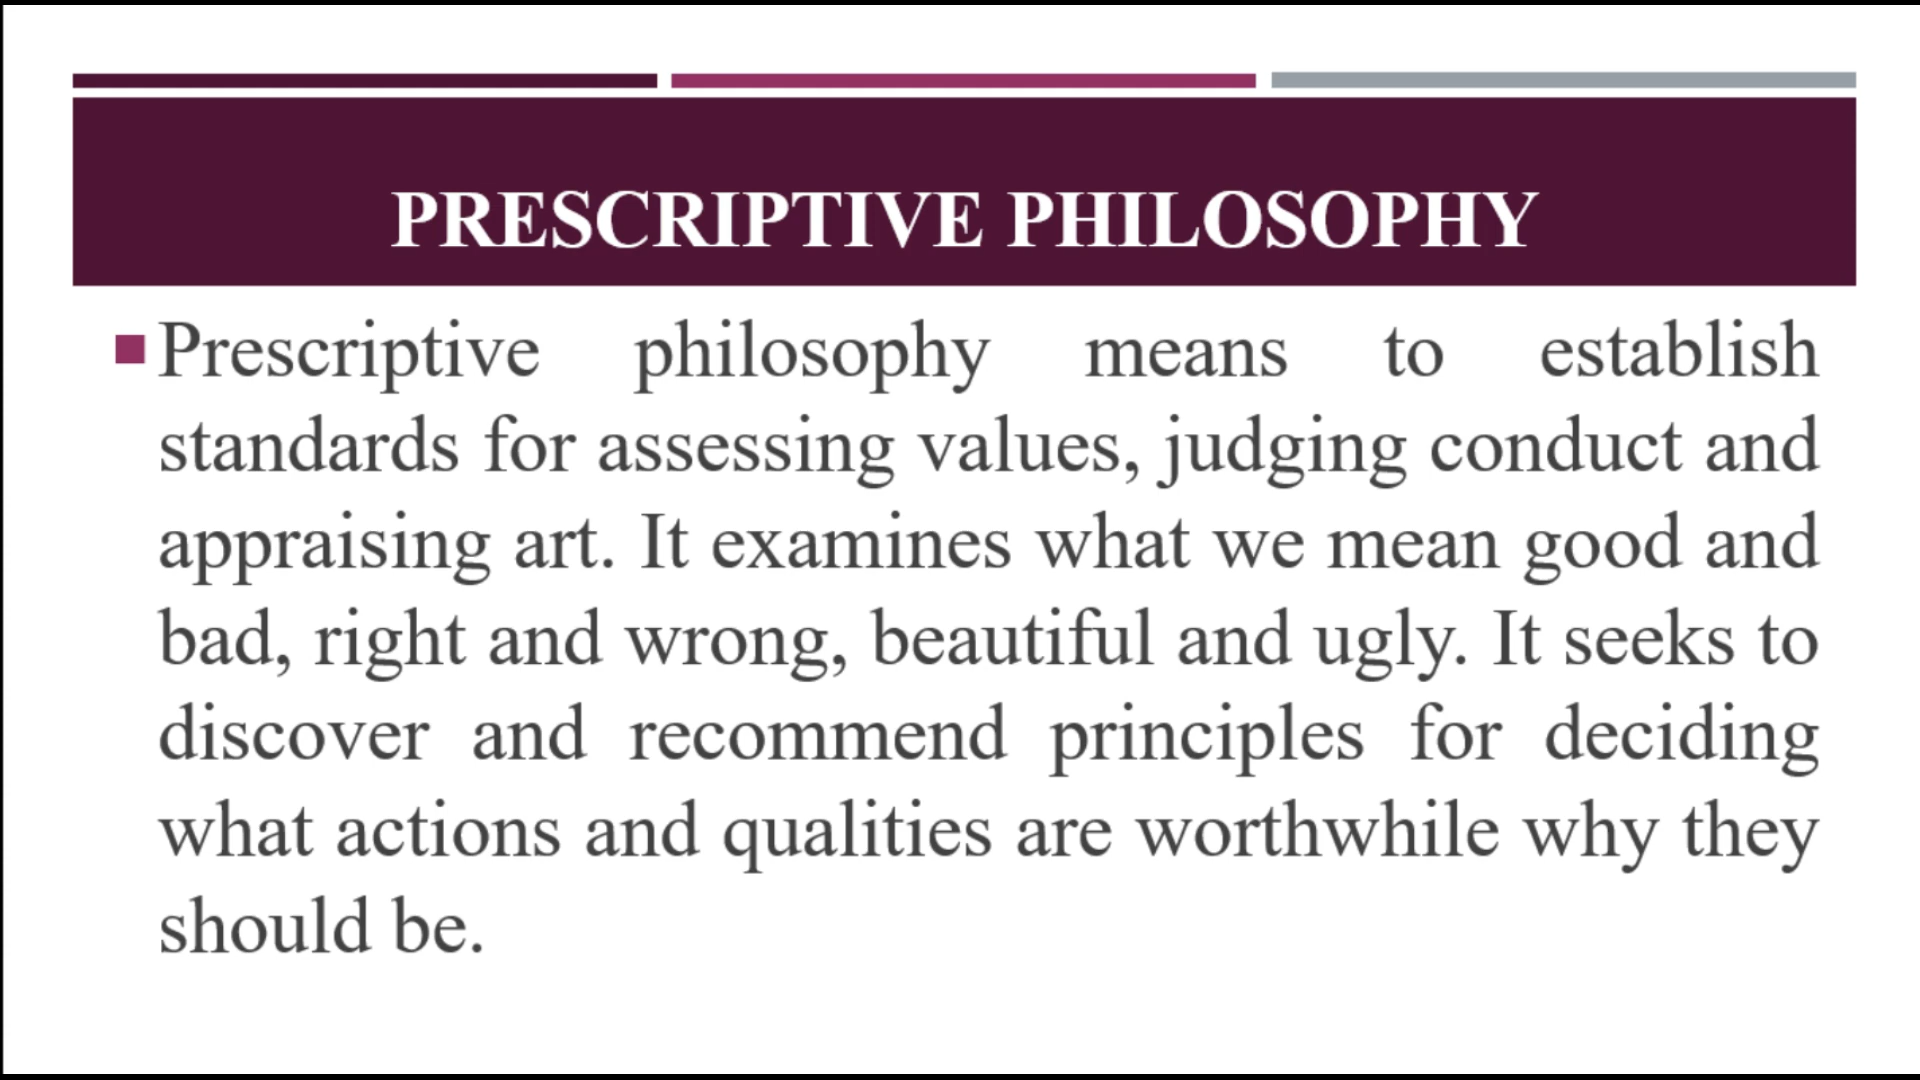 PRESCRIPTIVE PHILOSOPHY
Prescriptive philosophy means to establish
standards for assessing values, judging conduct and
appraising art. It examines what we mean good and
bad, right and wrong, beautiful and ugly. It seeks to
discover and recommend principles for deciding
what actions and qualities are worthwhile why they
should be.